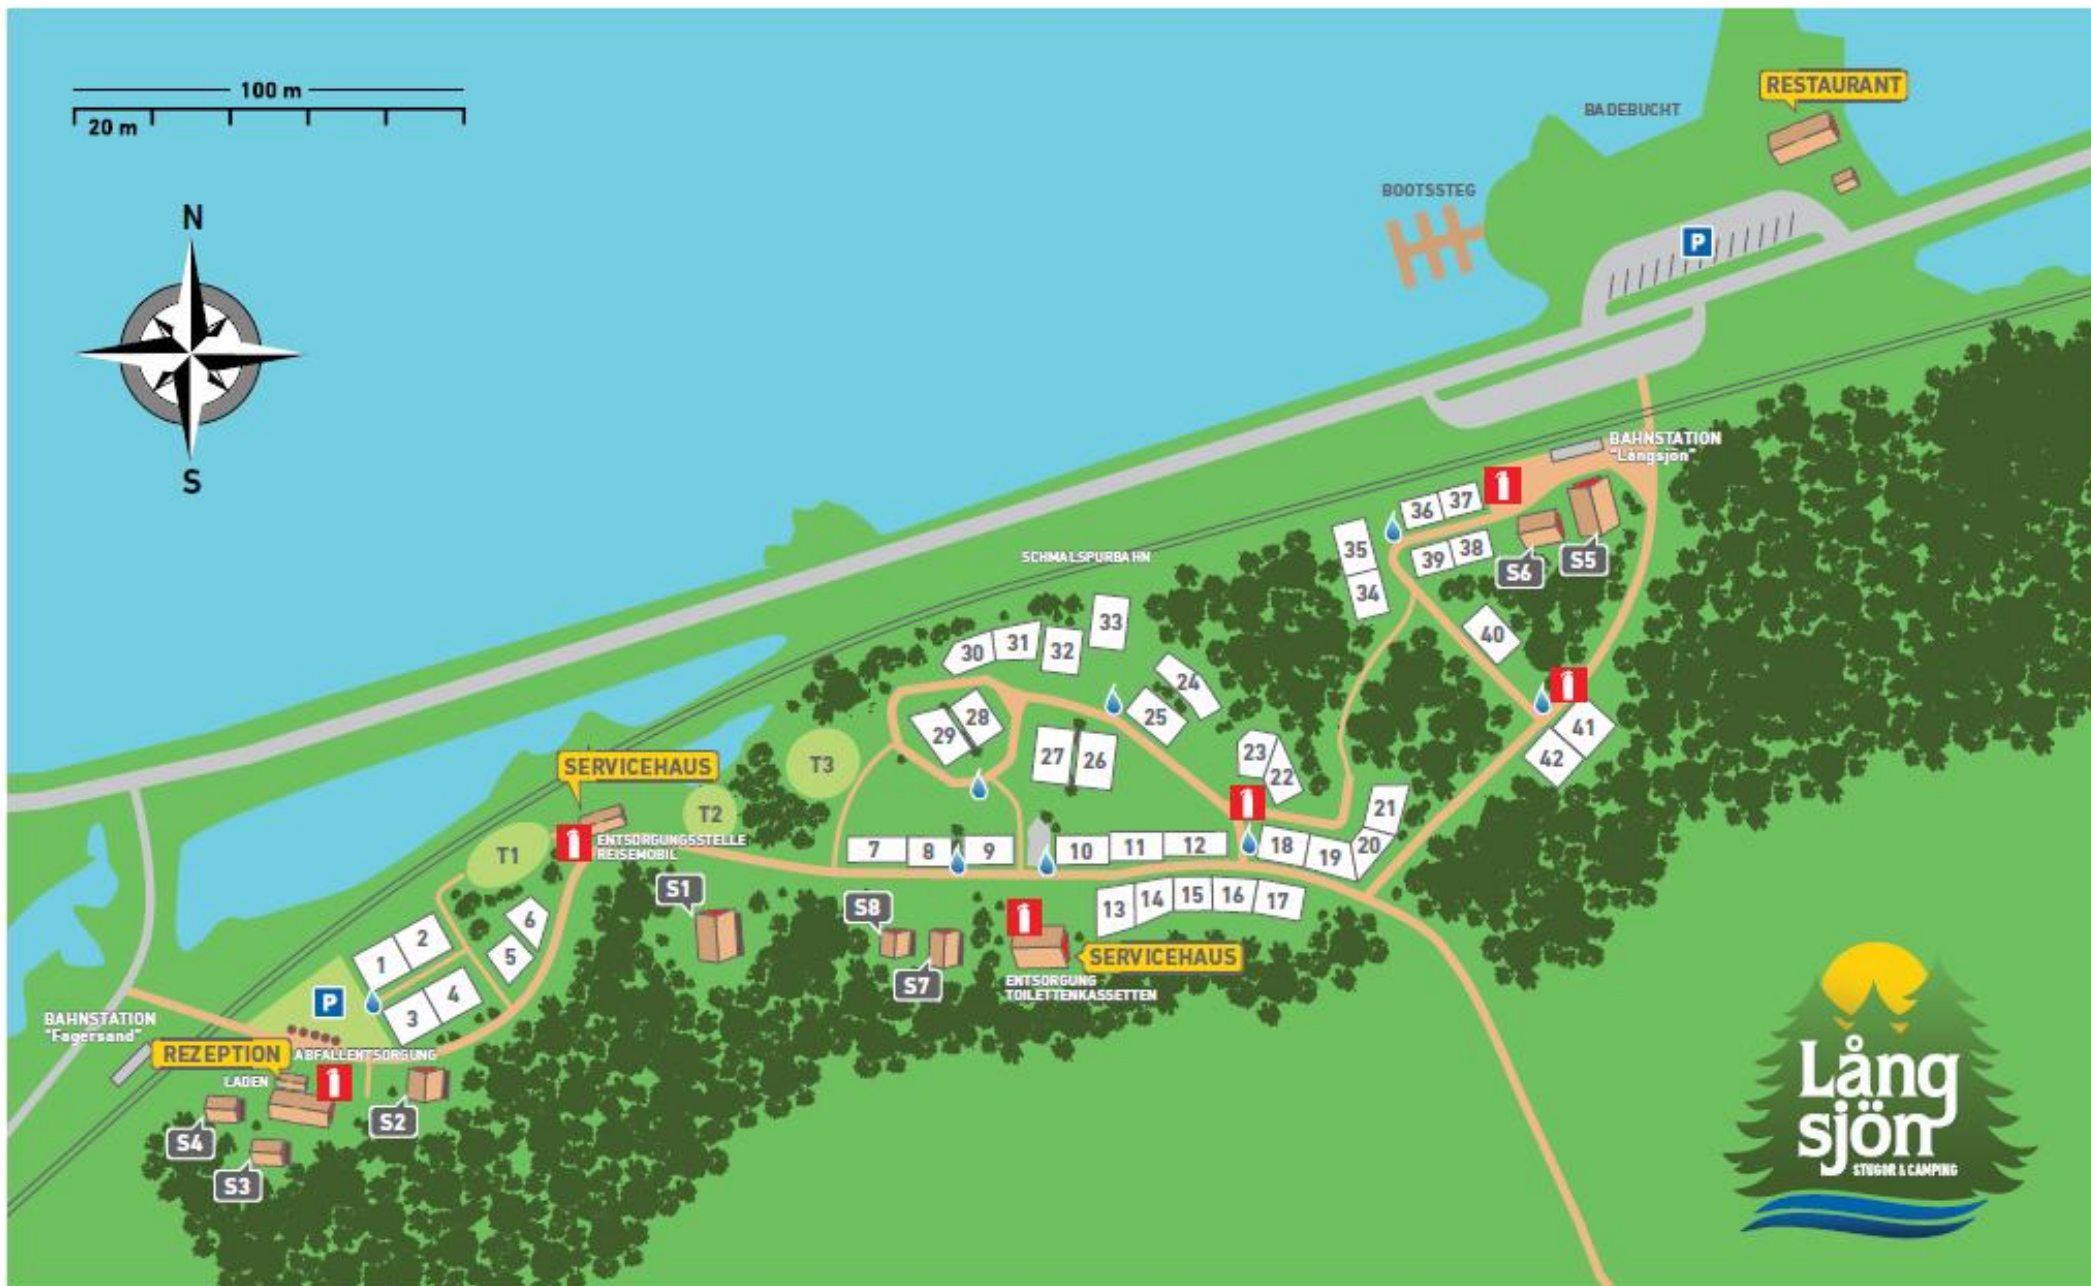 100 m
20 m
N
S
RESTAURANT
BADEBUCHT
BOOTSSTEG
P
BAHNSTATION
"Långsjön"
36
37
35
39
38
S6
S5
34
SCHMALSPURBAHN
33
31
30
32
40
24
28
25
29
41
23
27
26
42
22
SERVICEHAUS
T3
T2
21
ENTSORGUNGSSTELLE
REISEMOBIL
T1
7
8
9
10
11
12
18
19
20
S1
S8
13
14
15
16
17
6
2
1
5
SERVICEHAUS
S7
ENTSORGUNG
TOILETTENKASSETTEN
4
P
3
BAHNSTATION
"Fagersand"
REZEPTION
ABFALLENTSORGUNG
LADEN
S2
S4
S3
Lång
sjön
STUGOR & CAMPING